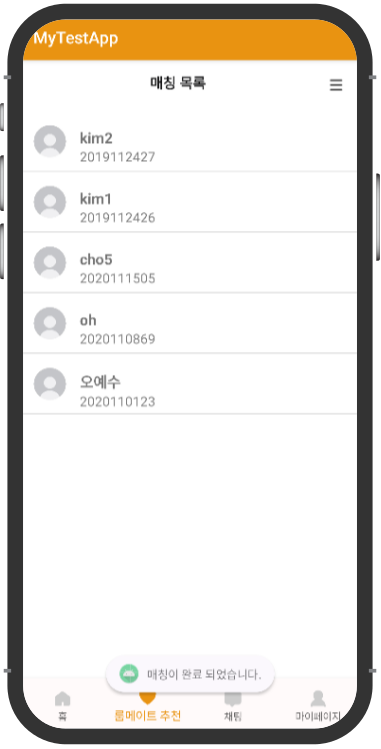 MyTestApp
매칭 목록
kim2
2019112427
kim1
2019112426
cho5
2020111505
oh
2020110869
오예수
2020110123
매칭이 완료 되었습니다.
홈
룸메이트 추천
채팅
마이페이지